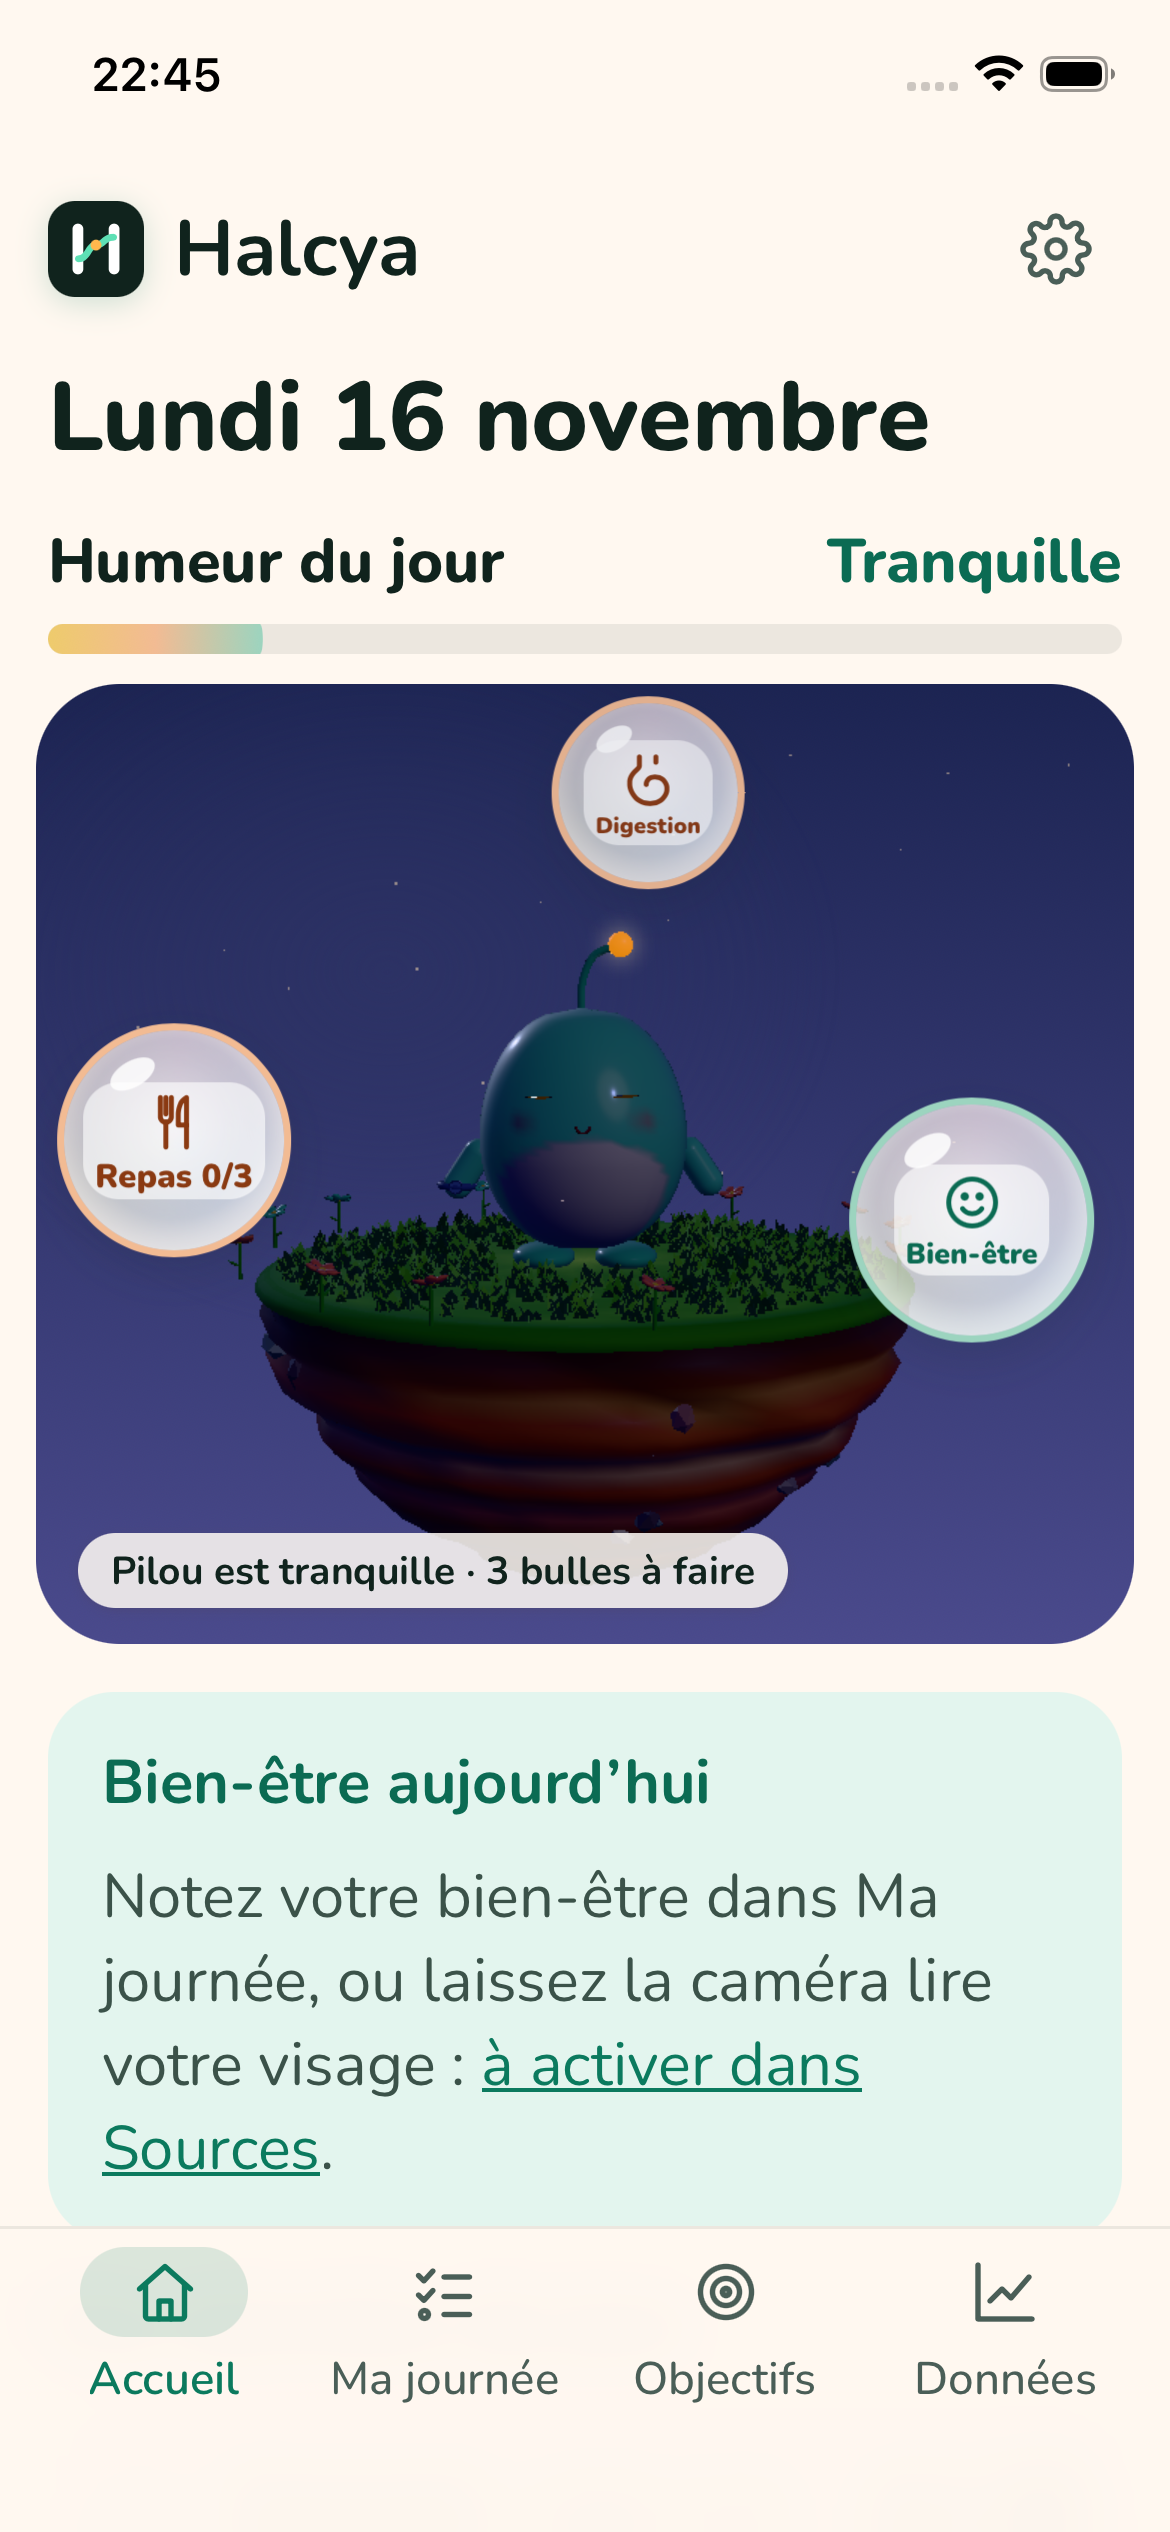 22:45
Halcya
Lundi 16 novembre
Humeur du jour
Tranquille
Digestion
Repas 0/3
Bien-être
Pilou est tranquille · 3 bulles à faire
Bien-être aujourd’hui
Notez votre bien-être dans Ma
journée, ou laissez la caméra lire
votre visage : à activer dans
Sources.
Accueil
Ma journée
Objectifs
Données